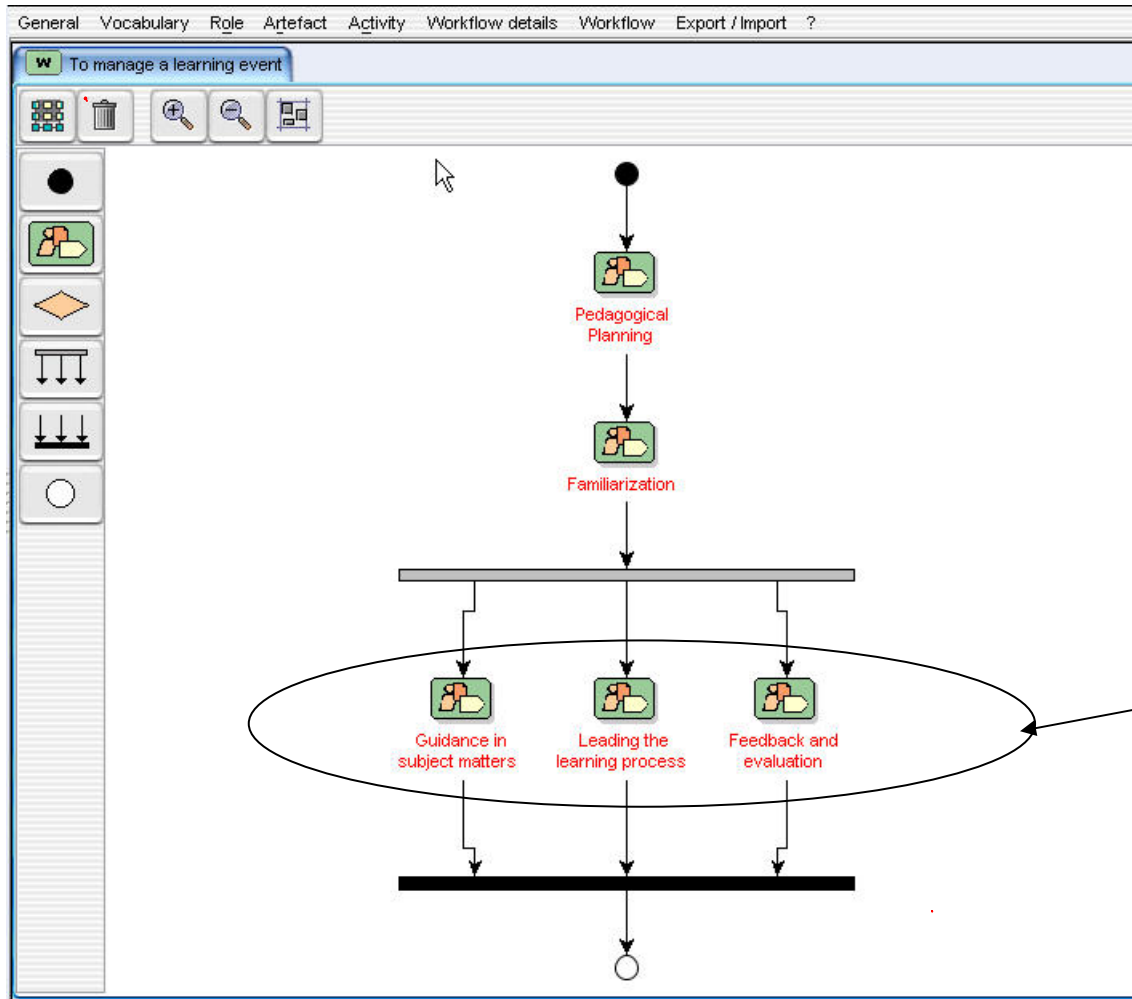 General Vocabulary Role Artefact Activity Workflow details Workflow Export / Import ?
W To manage a learning event
Pedagogical
Planning
Familiarization
Guidance in
subject matters
Leading the
learning process
Feedback and
evaluation